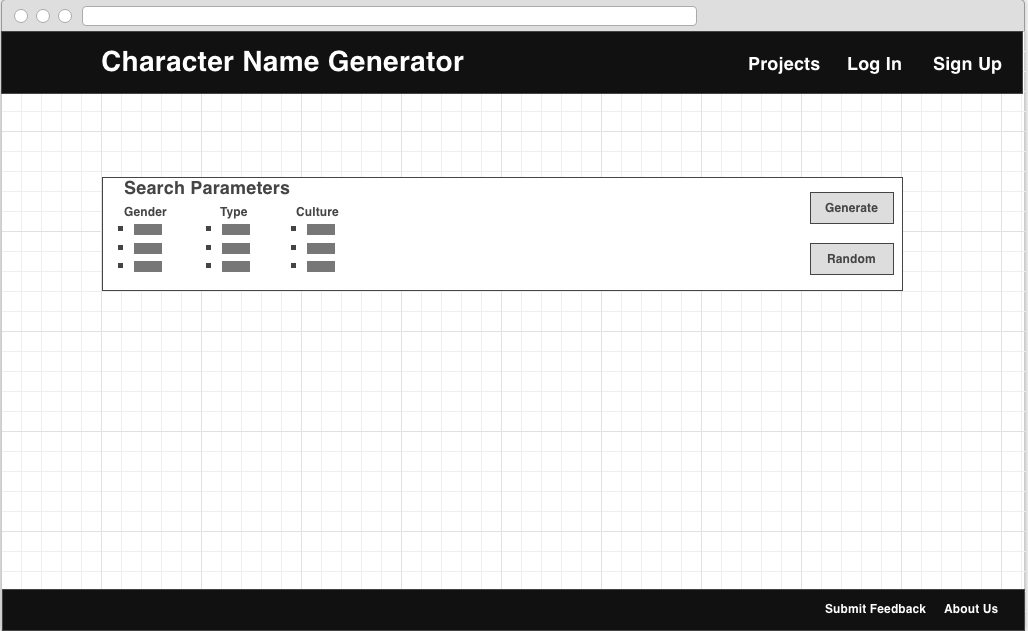 Character Name Generator
Projects Log In Sign Up
Search Parameters
Gender Type Culture
Generate
Random
Submit Feedback About Us